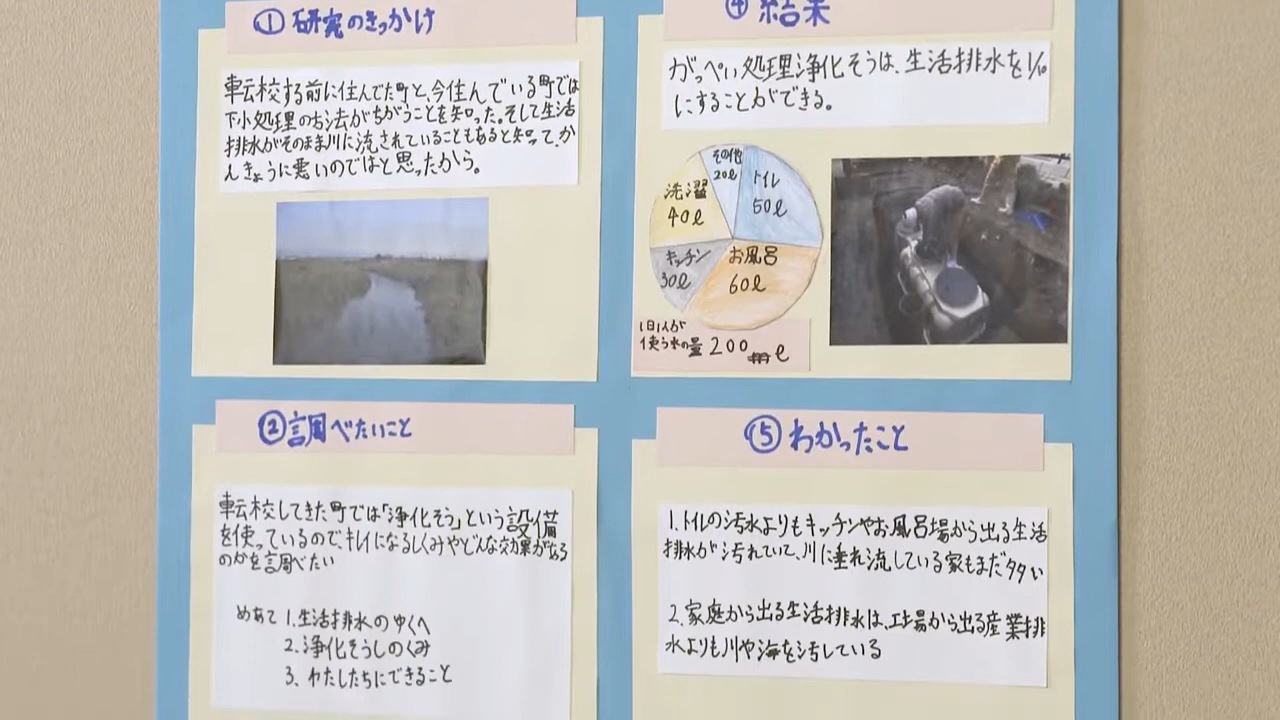 ①研究のきっかけ
転校する前に住んでた町と、今住んでいる町では
下小処理の方法がちがうことを知った。そして生活
排水がそのまま川に流されていることもあると知って、か
んきょうに悪いのではと思ったから。
②調べたいこと
転校してきた町では「浄化そう」という設備
を使っているので、キレイになるしくみやどんな効果がある
のかを調べたい
めあて 1.生活排水のゆくへ
2.浄化そうしのくみ
3.わたしたちにできること
④結果
がっぺい処理浄化そうは、生活排水を1/10
にすることができる。
その他
20ℓ
トイレ
50ℓ
洗濯
40ℓ
キッチン
30ℓ
お風呂
60ℓ
1日1人が
使う水の量 200 ℓ
⑤わかったこと
1.トイレの汚水よりもキッチンやお風呂場から出る生活
排水が汚れていて、川に垂れ流している家もまだ多い
2.家庭から出る生活排水は、工場から出る産業排
水よりも川や海を汚している